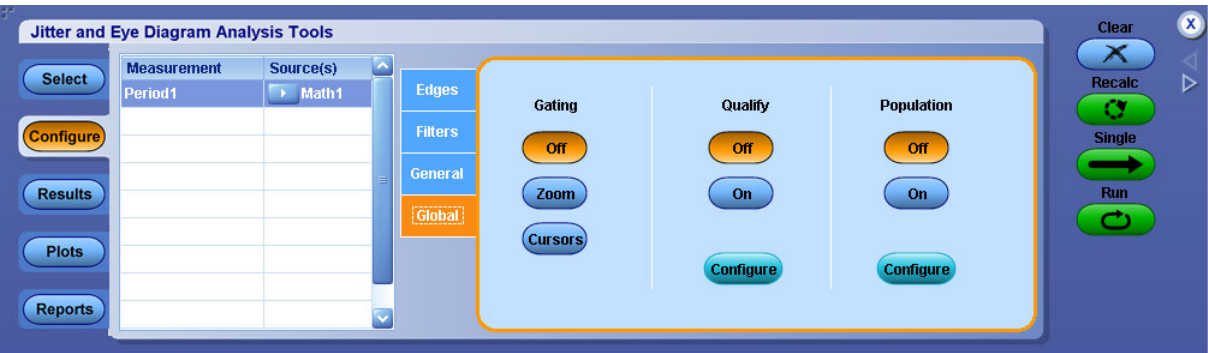 Jitter and Eye Diagram Analysis Tools
Select
Configure
Results
Plots
Reports
Measurement Source(s)
Period1 Math1
Edges
Filters
General
Global
Gating
Off
Zoom
Cursors
Qualify
Off
On
Configure
Population
Off
On
Configure
Clear
Recalc
Single
Run
X